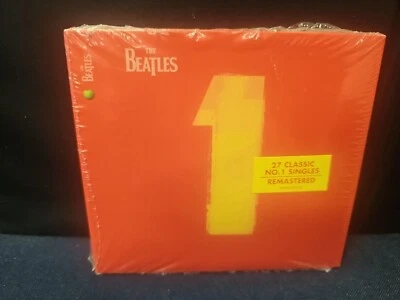 THE
BEATLES
BEATLES
1
27 CLASSIC
NO.1 SINGLES
REMASTERED